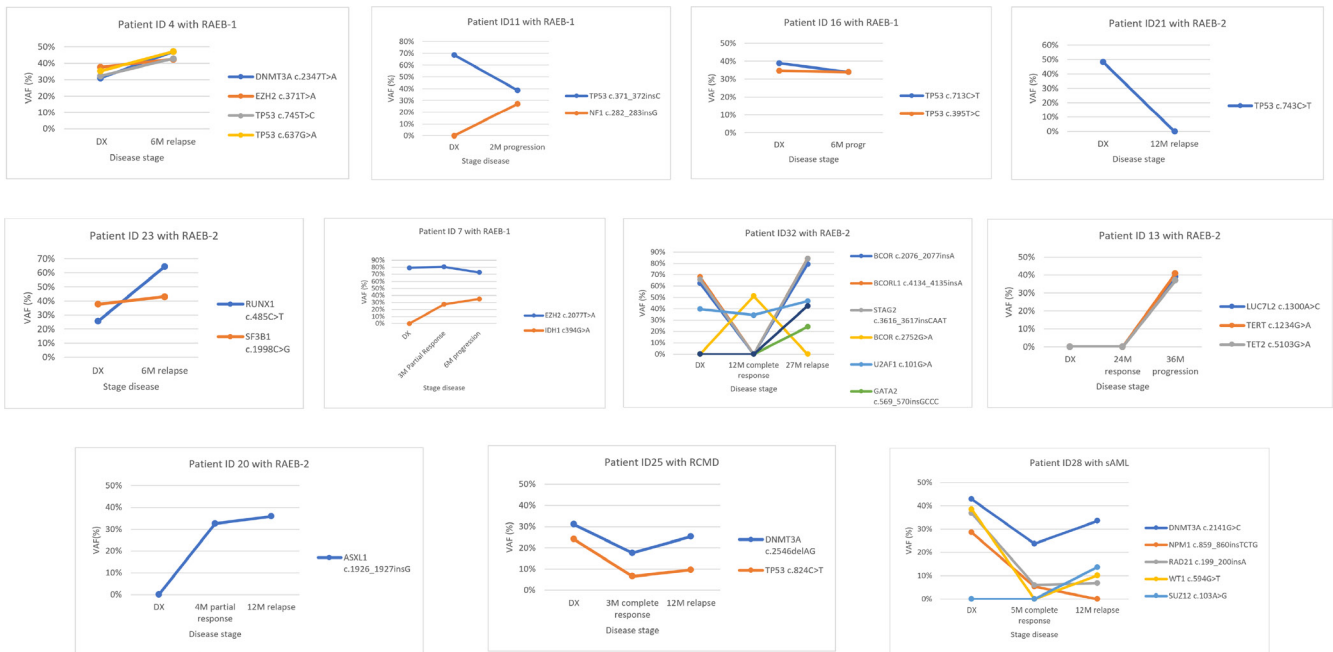 Patient ID 4 with RAEB-1
50%
40%
30%
20%
10%
0%
VAF (%)
DX
6M relapse
Disease stage
DNMT3A c.2347T>A
EZH2 c.371T>A
TP53 c.745T>C
TP53 c.637G>A
Patient ID11 with RAEB-1
80%
70%
60%
50%
40%
30%
20%
10%
0%
VAF (%)
DX
2M progression
Stage disease
TP53 c.371_372insC
NF1 c.282_283insG
Patient ID 16 with RAEB-1
50%
40%
30%
20%
10%
0%
VAF (%)
DX
6M progr
Disease stage
TP53 c.713C>T
TP53 c.395T>C
Patient ID21 with RAEB-2
60%
50%
40%
30%
20%
10%
0%
VAF (%)
DX
12M relapse
Disease stage
TP53 c.743C>T
Patient ID 23 with RAEB-2
70%
60%
50%
40%
30%
20%
10%
0%
VAF (%)
DX
6M relapse
Stage disease
RUNX1
c.485C>T
SF3B1
c.1998C>G
Patient ID 7 with RAEB-1
90%
80%
70%
60%
50%
40%
30%
20%
10%
0%
VAF (%)
DX
3M Partial Response
6M progression
Stage disease
EZH2 c.2077T>A
IDH1 c394G>A
Patient ID32 with RAEB-2
90%
80%
70%
60%
50%
40%
30%
20%
10%
0%
VAF (%)
DX
12M complete
response
27M relapse
Disease stage
BCOR c.2076_2077insA
BCORL1 c.4134_4135insA
STAG2
c.3616_3617insCAAT
BCOR c.2752G>A
U2AF1 c.101G>A
GATA2
c.569_570insGCCC
Patient ID 13 with RAEB-2
50%
40%
30%
20%
10%
0%
VAF (%)
DX
24M
response
36M
progression
Disease stage
LUC7L2 c.1300A>C
TERT c.1234G>A
TET2 c.5103G>A
Patient ID 20 with RAEB-2
50%
40%
30%
20%
10%
0%
VAF(%)
DX
4M partial
response
12M relapse
Disease stage
ASXL1
c.1926_1927insG
Patient ID25 with RCMD
50%
40%
30%
20%
10%
0%
VAF (%)
DX
3M complete
response
12M relapse
Disease stage
DNMT3A
c.2546delAG
TP53 c.824C>T
Patient ID28 with sAML
50%
40%
30%
20%
10%
0%
VAF (%)
DX
5M complete
response
12M relapse
Stage disease
DNMT3A c.2141G>C
NPM1 c.859_860insTCTG
RAD21 c.199_200insA
WT1 c.594G>T
SUZ12 c.103A>G